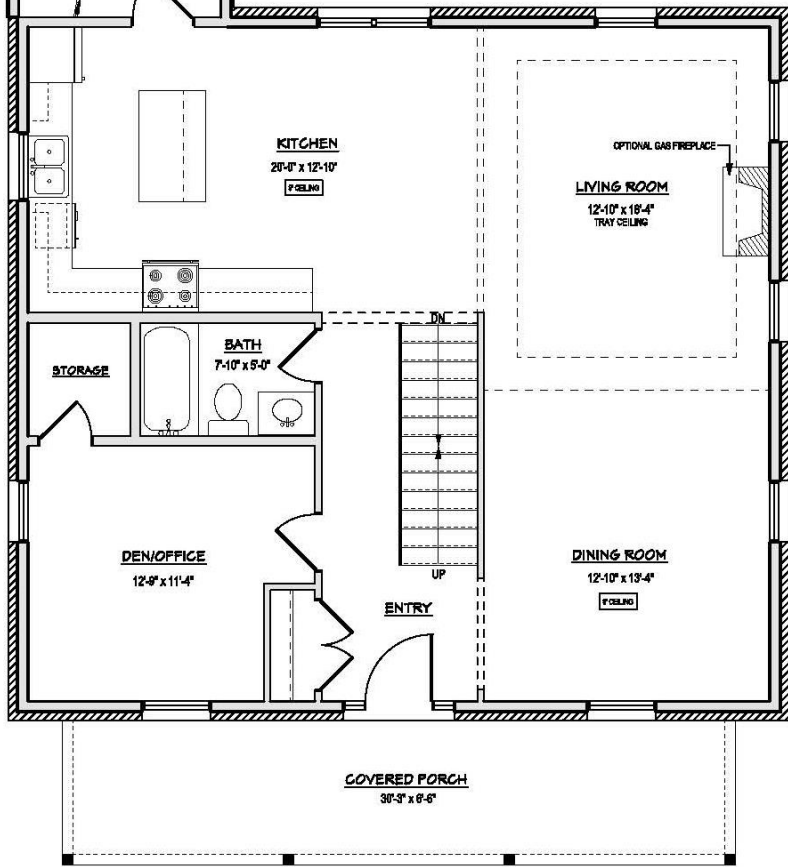 KITCHEN
20'-0" x 12'-10"
9' CEILING
OPTIONAL GAS FIREPLACE
LIVING ROOM
12'-10" x 16'-4"
TRAY CEILING
DN
BATH
7'-10" x 5'-0"
STORAGE
DEN/OFFICE
12'-9" x 11'-4"
UP
DINING ROOM
12'-10" x 13'-4"
9' CEILING
ENTRY
COVERED PORCH
30'-3" x 6'-6"